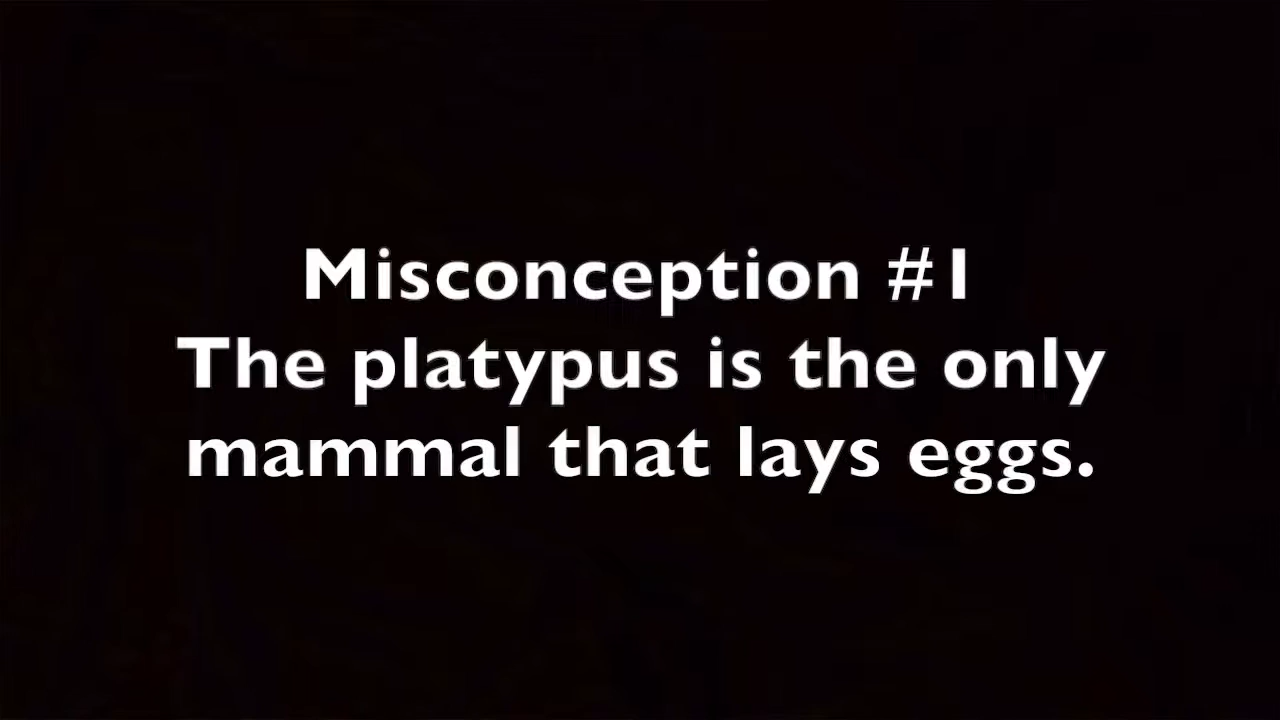 Misconception #1
The platypus is the only
mammal that lays eggs.